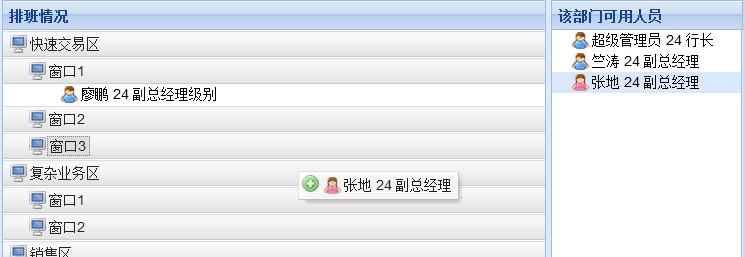 排班情况
快速交易区
窗口1
廖鹏 24 副总经理级别
窗口2
窗口3
复杂业务区
窗口1
窗口2
销售区
张地 24 副总经理
该部门可用人员
超级管理员 24 行长
竺涛 24 副总经理
张地 24 副总经理